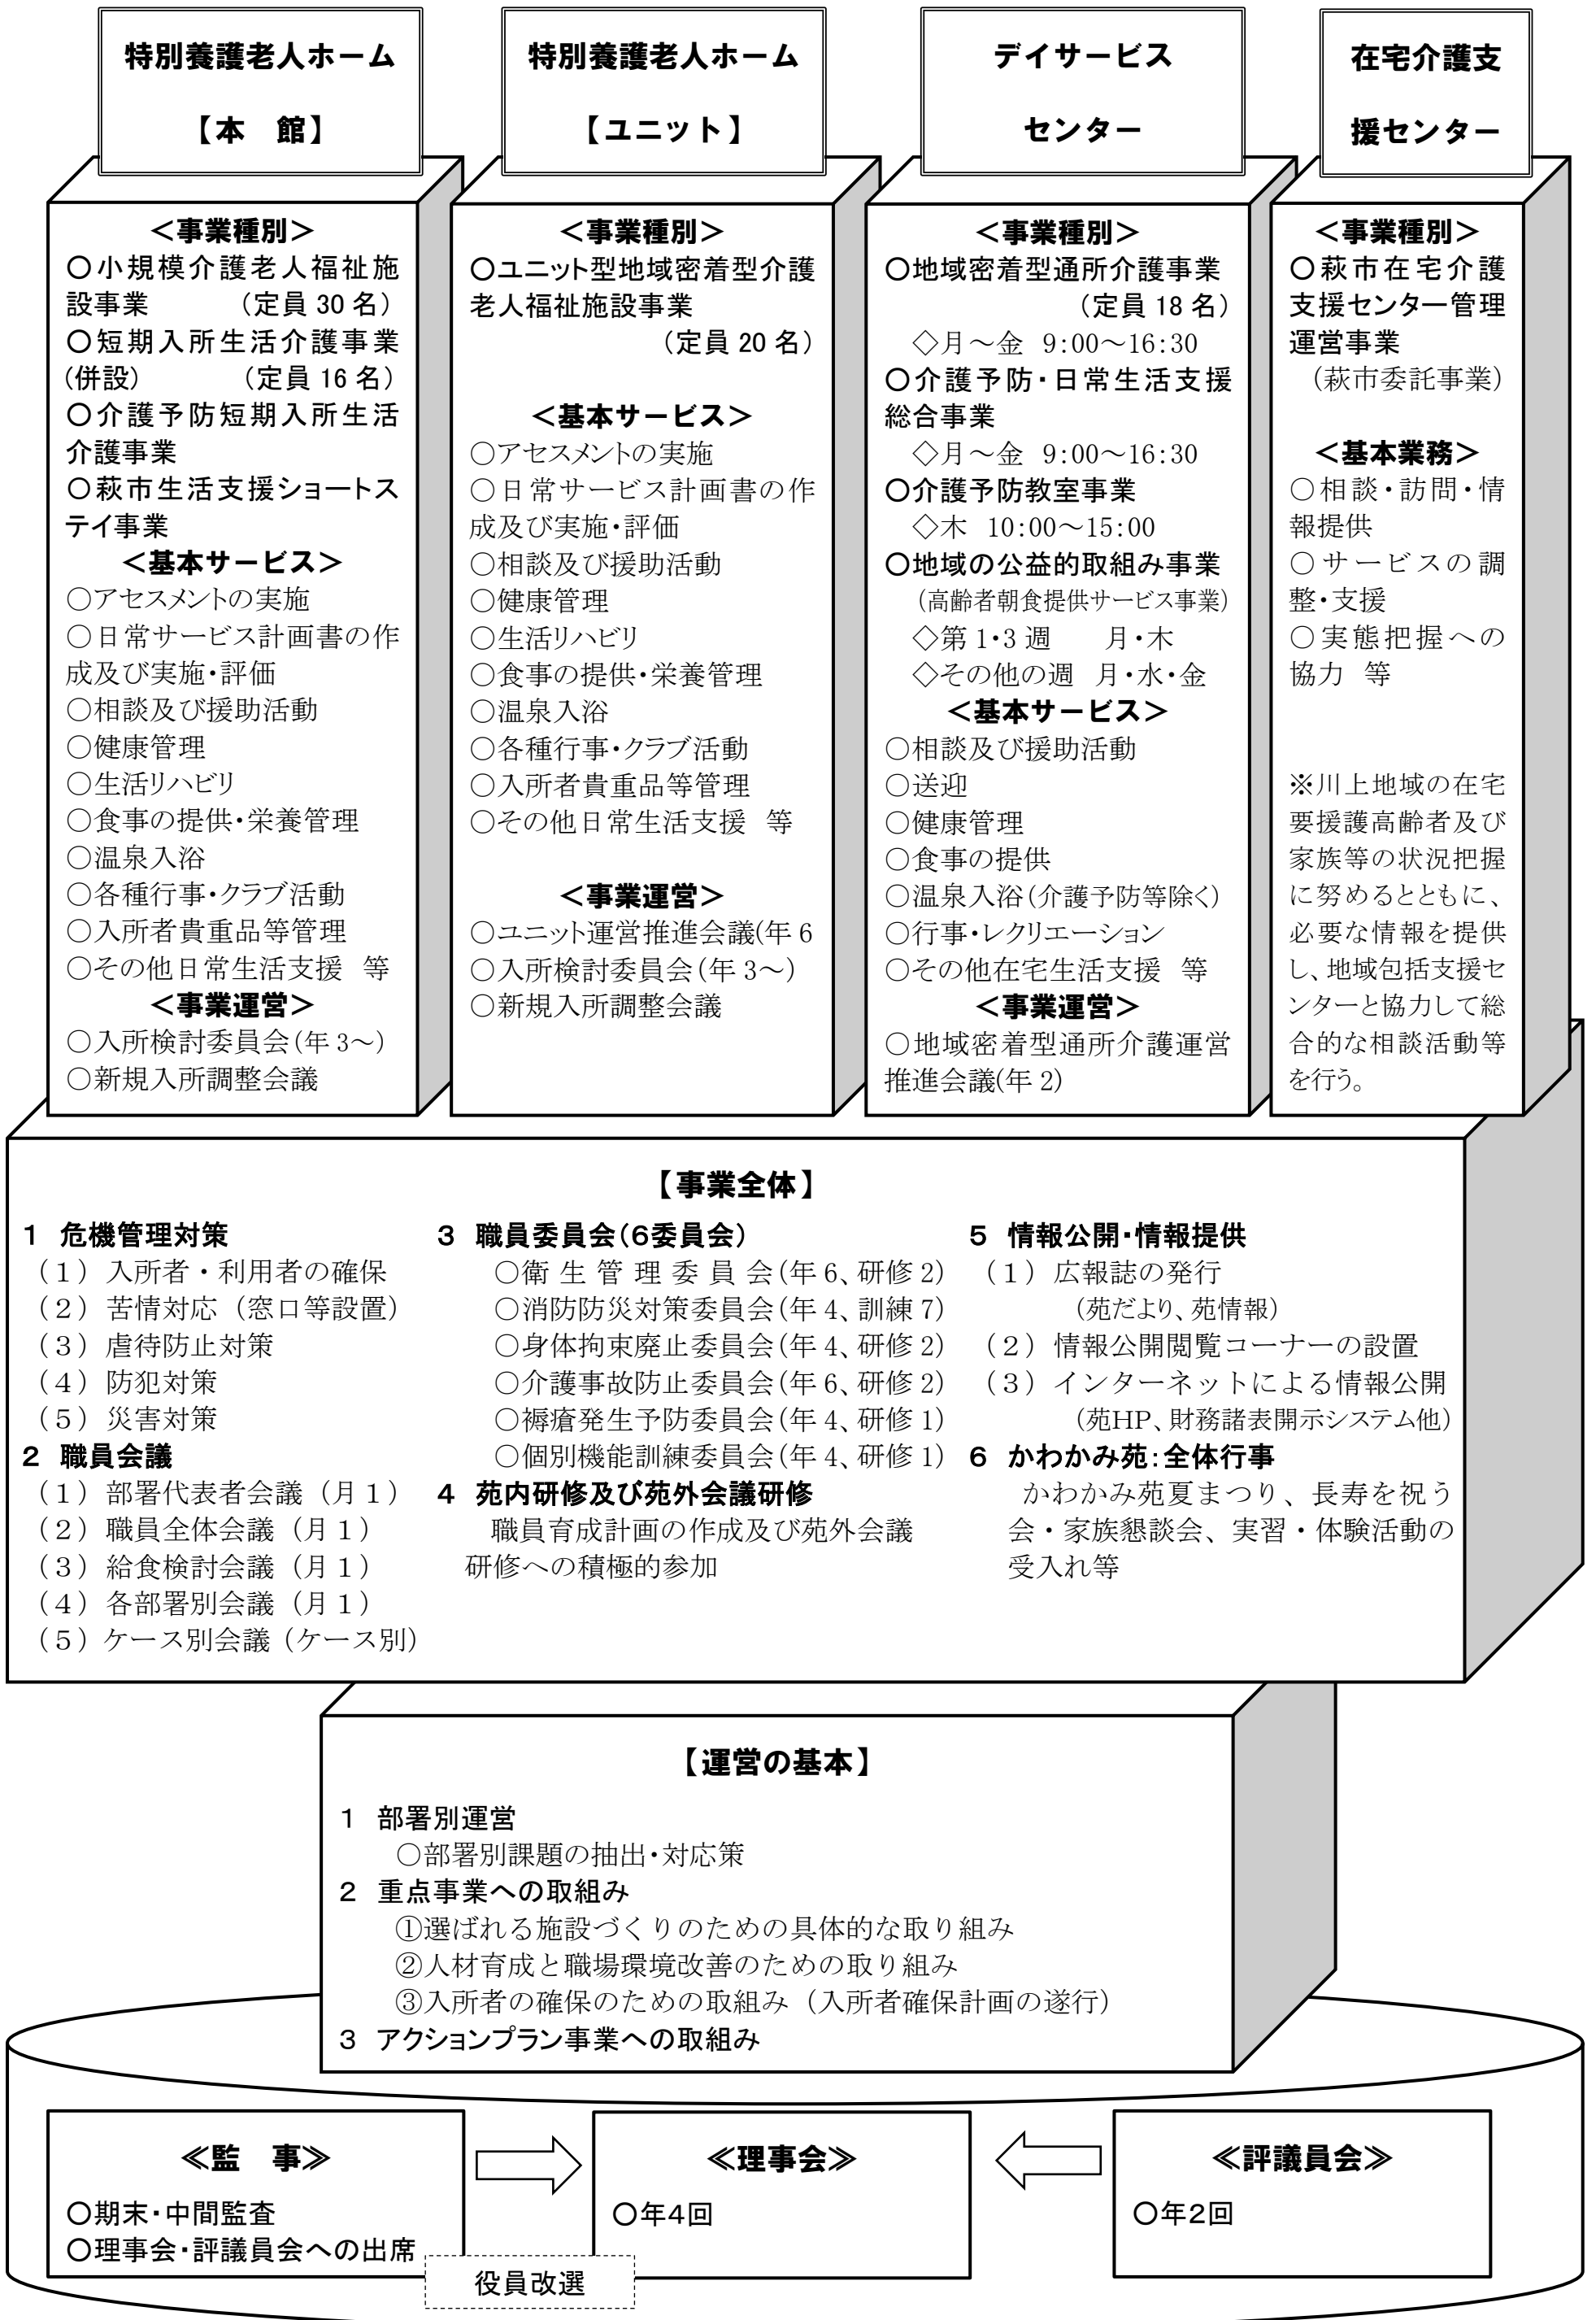 特別養護老人ホーム
【本　館】
＜事業種別＞
○小規模介護老人福祉施
設事業　　　（定員 30 名）
○短期入所生活介護事業
(併設)　　　（定員 16 名）
○介護予防短期入所生活
介護事業
○萩市生活支援ショートス
テイ事業
＜基本サービス＞
○アセスメントの実施
○日常サービス計画書の作
成及び実施・評価
○相談及び援助活動
○健康管理
○生活リハビリ
○食事の提供・栄養管理
○温泉入浴
○各種行事・クラブ活動
○入所者貴重品等管理
○その他日常生活支援　等
＜事業運営＞
○入所検討委員会(年 3～)
○新規入所調整会議
特別養護老人ホーム
【ユニット】
＜事業種別＞
○ユニット型地域密着型介護
老人福祉施設事業
（定員 20 名）
＜基本サービス＞
○アセスメントの実施
○日常サービス計画書の作
成及び実施・評価
○相談及び援助活動
○健康管理
○生活リハビリ
○食事の提供・栄養管理
○温泉入浴
○各種行事・クラブ活動
○入所者貴重品等管理
○その他日常生活支援　等
＜事業運営＞
○ユニット運営推進会議(年 6
○入所検討委員会(年 3～)
○新規入所調整会議
デイサービス
センター
＜事業種別＞
○地域密着型通所介護事業
（定員 18 名）
◇月～金　9:00～16:30
○介護予防・日常生活支援
総合事業
◇月～金　9:00～16:30
○介護予防教室事業
◇木　10:00～15:00
○地域の公益的取組み事業
（高齢者朝食提供サービス事業）
◇第 1・3 週　　月・木
◇その他の週　月・水・金
＜基本サービス＞
○相談及び援助活動
○送迎
○健康管理
○食事の提供
○温泉入浴(介護予防等除く)
○行事・レクリエーション
○その他在宅生活支援　等
＜事業運営＞
○地域密着型通所介護運営
推進会議(年 2)
在宅介護支
援センター
＜事業種別＞
○萩市在宅介護
支援センター管理
運営事業
（萩市委託事業）
＜基本業務＞
○相談・訪問・情
報提供
○サービスの調
整・支援
○実態把握への
協力　等
※川上地域の在宅
要援護高齢者及び
家族等の状況把握
に努めるとともに、
必要な情報を提供
し、地域包括支援セ
ンターと協力して総
合的な相談活動等
を行う。
【事業全体】
1　危機管理対策
（１）入所者・利用者の確保
（２）苦情対応（窓口等設置）
（３）虐待防止対策
（４）防犯対策
（５）災害対策
2　職員会議
（１）部署代表者会議（月１）
（２）職員全体会議（月１）
（３）給食検討会議（月１）
（４）各部署別会議（月１）
（５）ケース別会議（ケース別）
3　職員委員会(６委員会)
○衛 生 管 理 委 員 会(年 6、研修 2)
○消防防災対策委員会(年 4、訓練 7)
○身体拘束廃止委員会(年 4、研修 2)
○介護事故防止委員会(年 6、研修 2)
○褥瘡発生予防委員会(年 4、研修 1)
○個別機能訓練委員会(年 4、研修 1)
4　苑内研修及び苑外会議研修
職員育成計画の作成及び苑外会議
研修への積極的参加
5　情報公開・情報提供
（１）広報誌の発行
（苑だより、苑情報）
（２）情報公開閲覧コーナーの設置
（３）インターネットによる情報公開
（苑HP、財務諸表開示システム他）
6　かわかみ苑：全体行事
かわかみ苑夏まつり、長寿を祝う
会・家族懇談会、実習・体験活動の
受入れ等
【運営の基本】
1　部署別運営
○部署別課題の抽出・対応策
2　重点事業への取組み
①選ばれる施設づくりのための具体的な取り組み
②人材育成と職場環境改善のための取り組み
③入所者の確保のための取組み（入所者確保計画の遂行）
3　アクションプラン事業への取組み
≪監　事≫
○期末・中間監査
○理事会・評議員会への出席
≪理事会≫
○年４回
≪評議員会≫
○年２回
役員改選